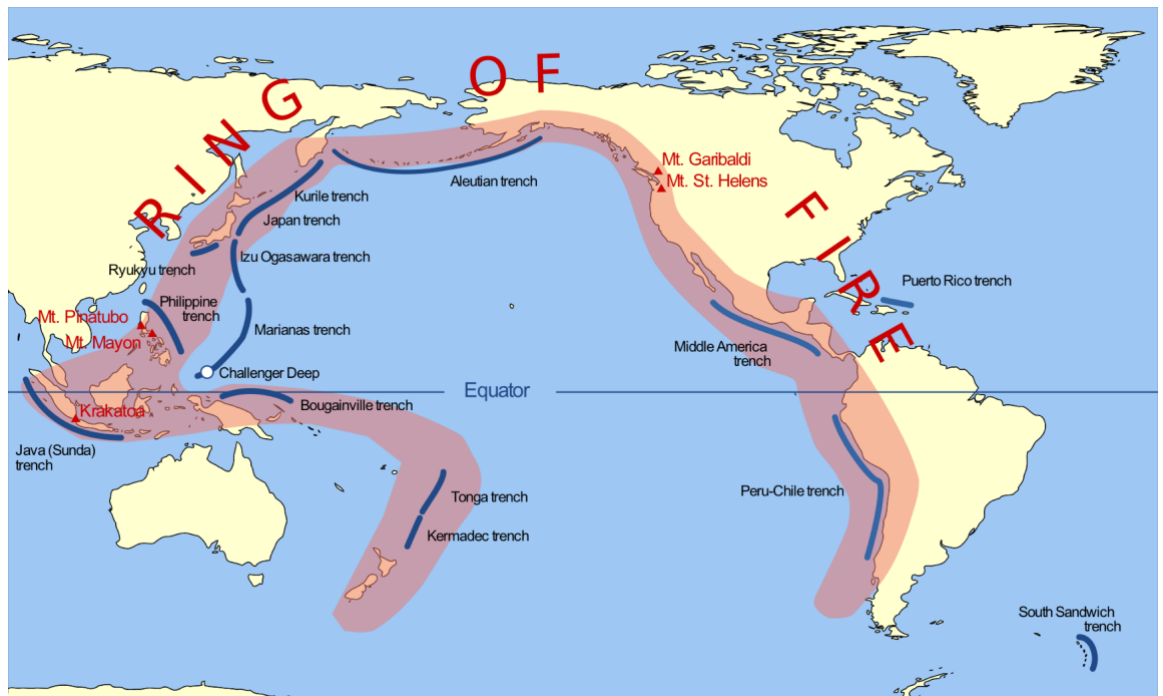 RING OF FIRE
Mt. Garibaldi
Mt. St. Helens
Aleutian trench
Kurile trench
Japan trench
Izu Ogasawara trench
Ryukyu trench
Philippine
trench
Mt. Pinatubo
Mt. Mayon
Marianas trench
Challenger Deep
Puerto Rico trench
Middle America
trench
Equator
Bougainville trench
Krakatoa
Java (Sunda)
trench
Tonga trench
Kermadec trench
Peru-Chile trench
South Sandwich
trench